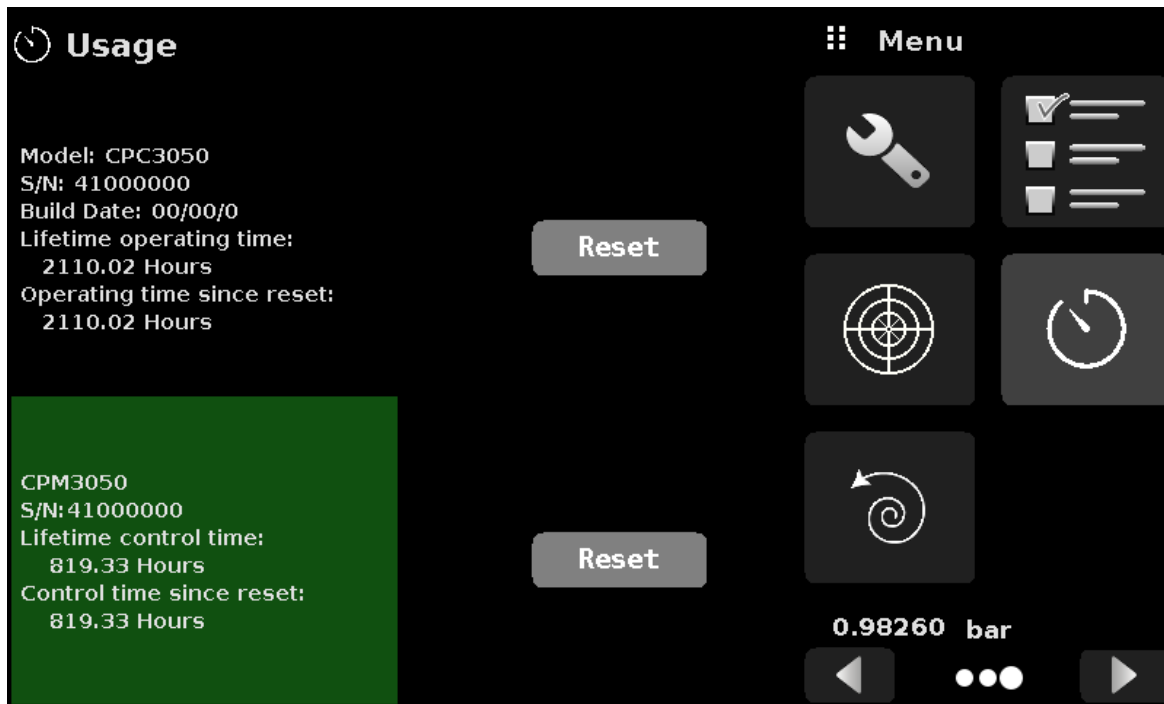 Usage
Model: CPC3050
S/N: 41000000
Build Date: 00/00/0
Lifetime operating time:
2110.02 Hours
Operating time since reset:
2110.02 Hours
Reset
CPM3050
S/N:41000000
Lifetime control time:
819.33 Hours
Control time since reset:
819.33 Hours
Reset
Menu
0.98260 bar